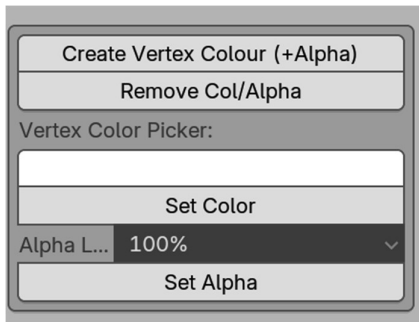 Create Vertex Colour (+Alpha)
Remove Col/Alpha
Vertex Color Picker:
Set Color
Alpha L... 100%
Set Alpha